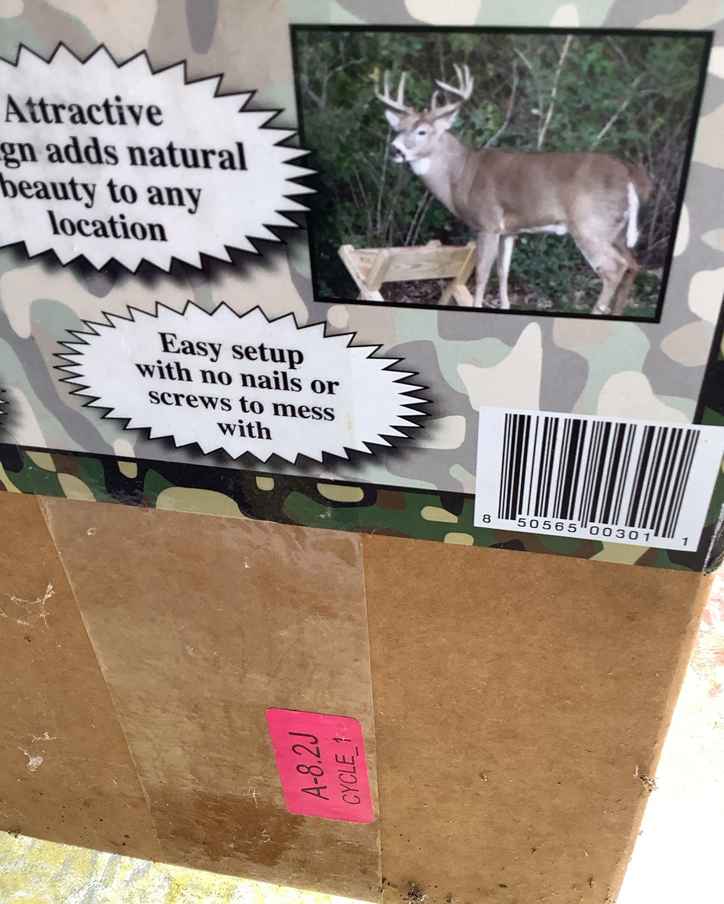 Attractive
gn adds natural
beauty to any
location
Easy setup
with no nails or
screws to mess
with
8 50565 00301 1
A-8.2J
CYCLE_1